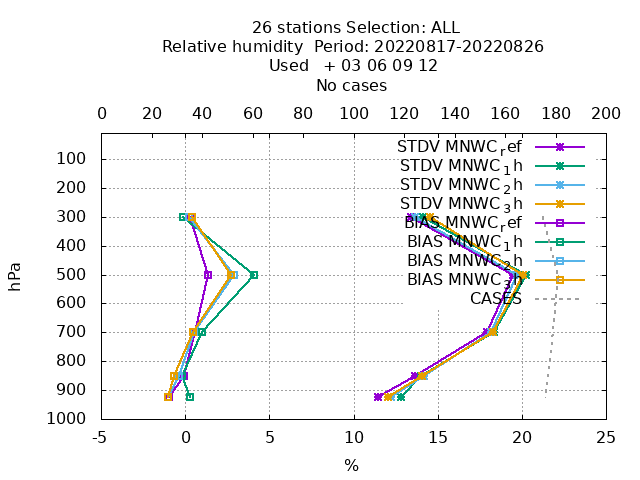 26 stations Selection: ALL
Relative humidity  Period: 20220817-20220826
Used   + 03 06 09 12
No cases
0 20 40 60 80 100 120 140 160 180 200
STDV MNWC_ref
STDV MNWC_1h
STDV MNWC_2h
STDV MNWC_3h
BIAS MNWC_ref
BIAS MNWC_1h
BIAS MNWC_2h
BIAS MNWC_3h
CASES
hPa
100
200
300
400
500
600
700
800
900
1000
-5 0 5 10 15 20 25
%